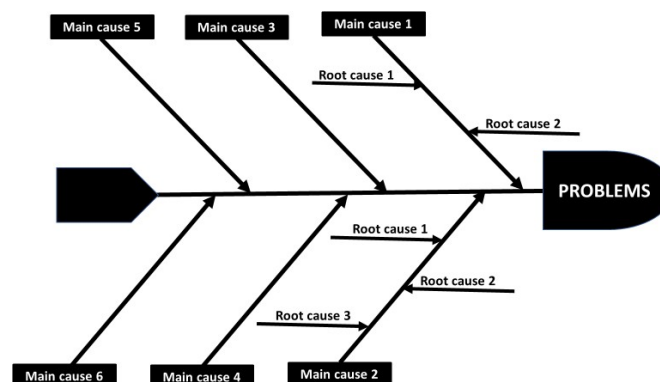 Main cause 5
Main cause 3
Main cause 1
Root cause 1
Root cause 2
PROBLEMS
Root cause 1
Root cause 2
Root cause 3
Main cause 6
Main cause 4
Main cause 2